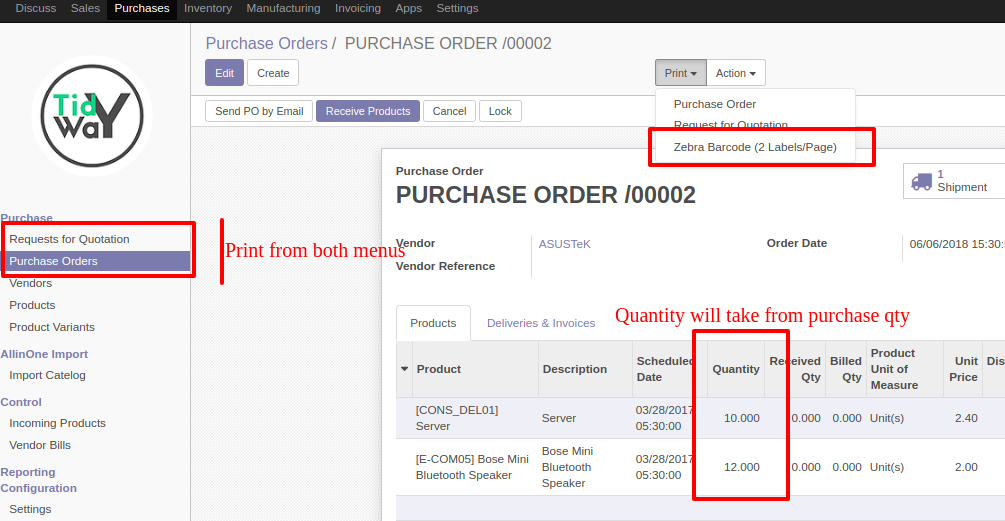 Discuss Sales Purchases Inventory Manufacturing Invoicing Apps Settings
Purchase Orders / PURCHASE ORDER /00002
Edit Create Print Action
Send PO by Email Receive Products Cancel Lock
Purchase Order
Request for Quotation
Zebra Barcode (2 Labels/Page)
Tid
Way
Purchase
Requests for Quotation
Purchase Orders
Vendors
Products
Product Variants
AllinOne Import
Import Catelog
Control
Incoming Products
Vendor Bills
Reporting
Configuration
Settings
Print from both menus
Purchase Order
PURCHASE ORDER /00002
1
Shipment
Vendor ASUSTeK Order Date 06/06/2018 15:30:
Vendor Reference
Quantity will take from purchase qty
Products Deliveries & Invoices
Product Description Scheduled Date Quantity Received Qty Billed Qty Product Unit of Measure Unit Price Dis
[CONS_DEL01] Server Server 03/28/2017 05:30:00 10.000 0.000 0.000 Unit(s) 2.40
[E-COM05] Bose Mini Bluetooth Speaker Bose Mini Bluetooth Speaker 03/28/2017 05:30:00 12.000 0.000 0.000 Unit(s) 2.00